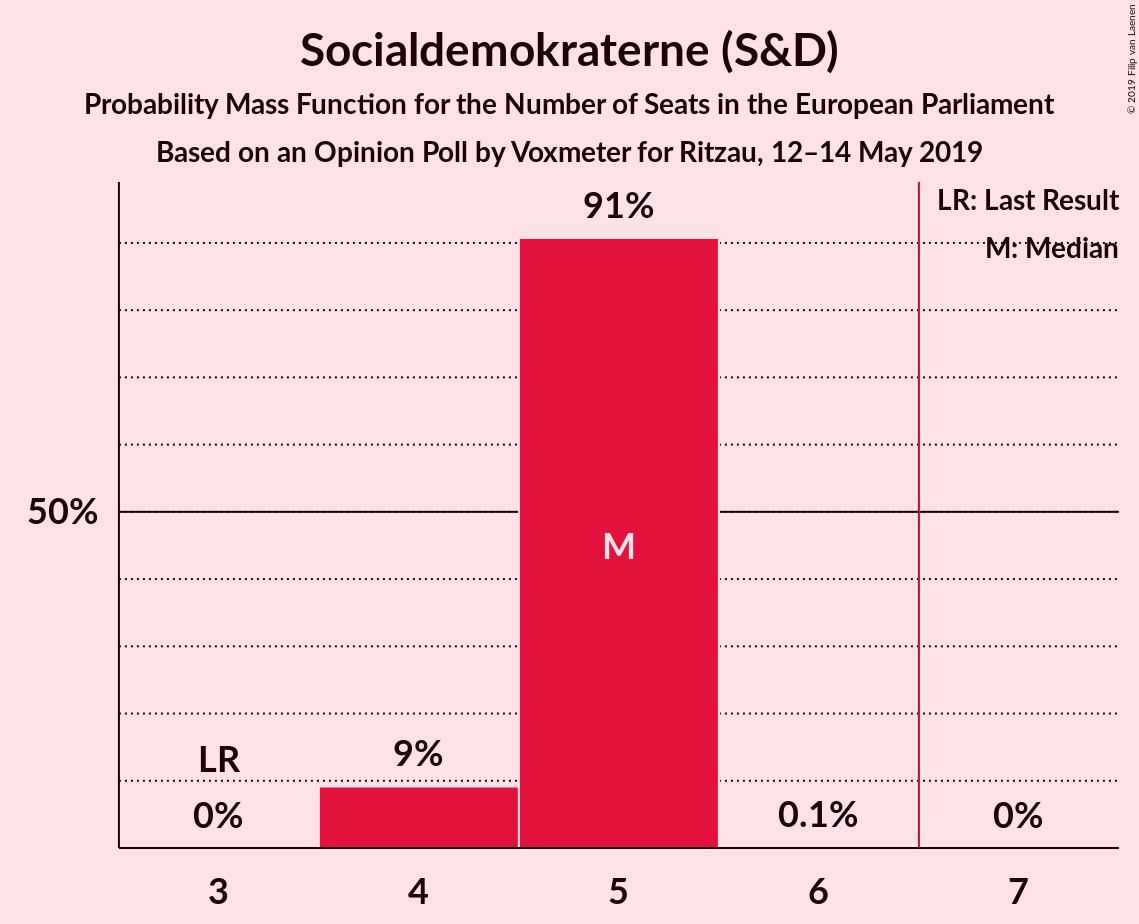 Socialdemokraterne (S&D)
Probability Mass Function for the Number of Seats in the European Parliament
Based on an Opinion Poll by Voxmeter for Ritzau, 12–14 May 2019
© 2019 Filip van Laenen
LR: Last Result
M: Median
91%
50%
M
LR
9%
0%
0.1%
0%
3
4
5
6
7